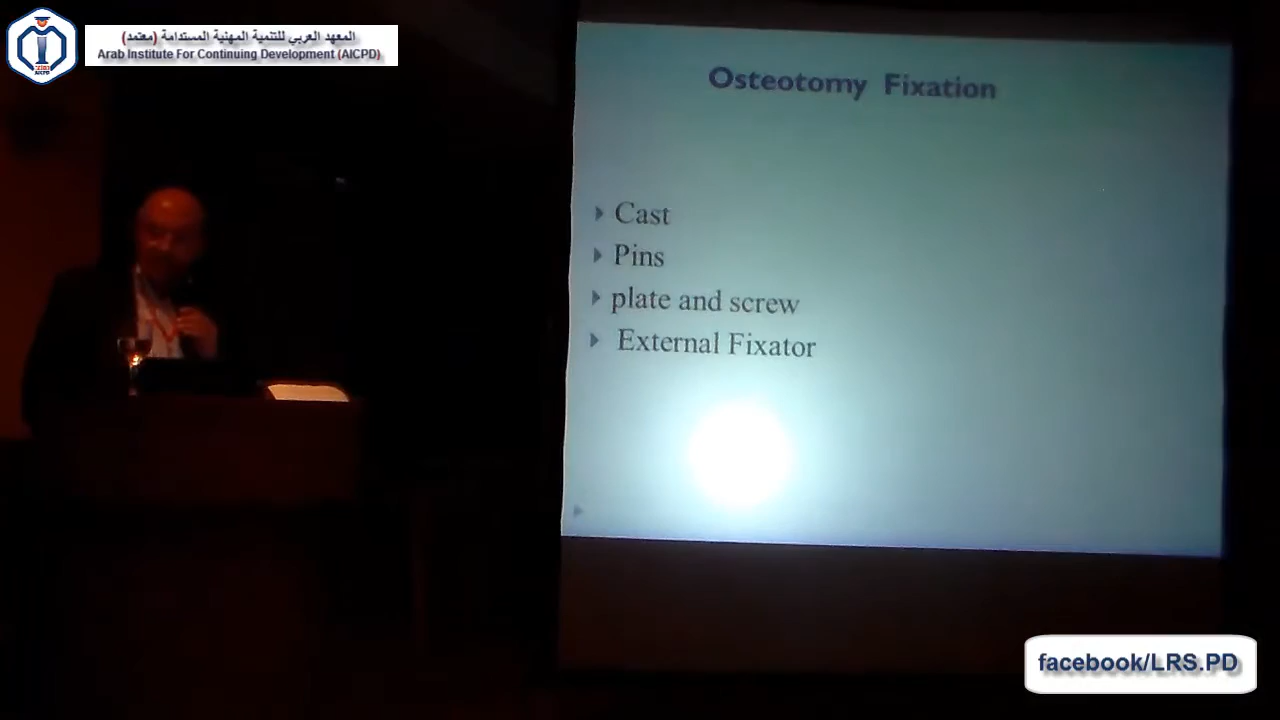 المعهد العربي للتنمية المهنية المستدامة (معتمد)
Arab Institute For Continuing Development (AICPD)
AICPD
Osteotomy Fixation
Cast
Pins
plate and screw
External Fixator
facebook/LRS.PD